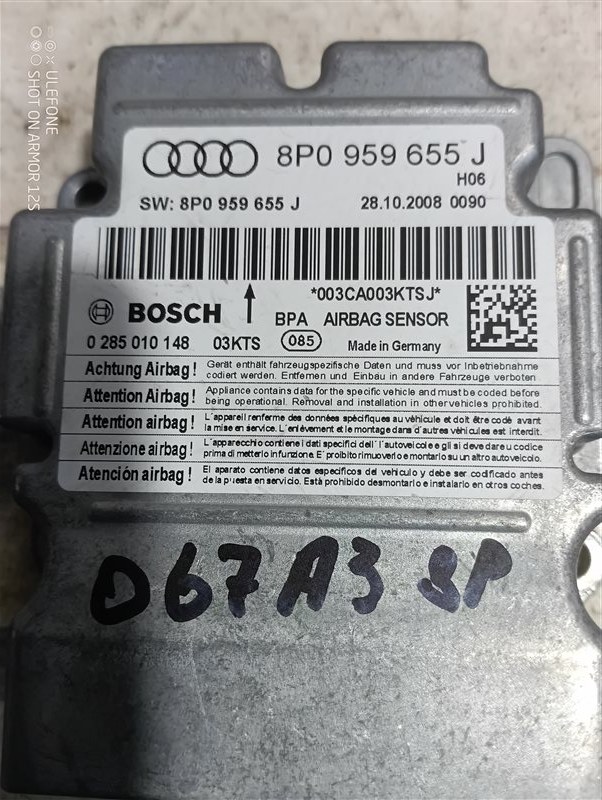 8P0 959 655 J
H06
SW: 8P0 959 655 J 28.10.2008 0090
*003CA003KTSJ*
BOSCH BPA AIRBAG SENSOR
0 285 010 148 03KTS 085 Made in Germany
Achtung Airbag! Gerät enthält fahrzeugspezifische Daten und muss vor Inbetriebnahme
codiert werden. Entfernen und Einbau in andere Fahrzeuge verboten.
Attention Airbag! Appliance contains data for the specific vehicle and must be coded before
being operational. Removal and installation in other vehicles prohibited.
Attention airbag! L'appareil renferme des données spécifiques au véhicule et doit être codé avant
la mise en service. L'enlèvement et le montage dans d'autres véhicules est interdit.
Attenzione airbag! L'apparecchio contiene i dati specifici dell'autoveicolo e gli si deve dare u codice
prima di metterlo in funzione. E' proibito rimuoverlo e montarlo su un altro autoveicolo.
Atención airbag! El aparato contiene datos especificos del vehiculo y debe ser codificado antes
de la puesta en servicio. Está prohibido desmontarlo e instalarlo en otros coches.
D67A3 8P
ULEFONE
SHOT ON ARMOR 12S